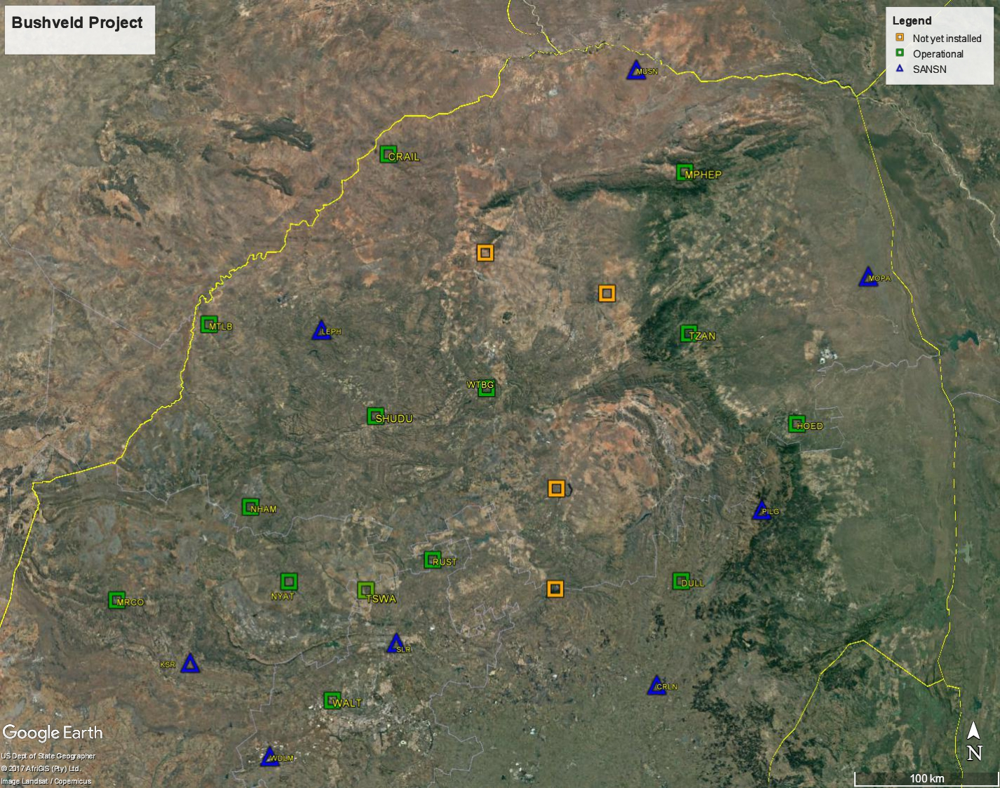 Bushveld Project
Legend
Not yet installed
Operational
SANSN
MUSN
CRAIL
MPHEP
MOPA
MTLB
LEPH
TZAN
WTBG
SHUDU
HOED
NHAM
PILG
RUST
NYAT
TSWA
DULL
MRCO
SLR
KSR
CRLN
WALT
WDLM
Google Earth
US Dept of State Geographer
© 2017 AfriGIS (Pty) Ltd.
Image Landsat / Copernicus
N
100 km